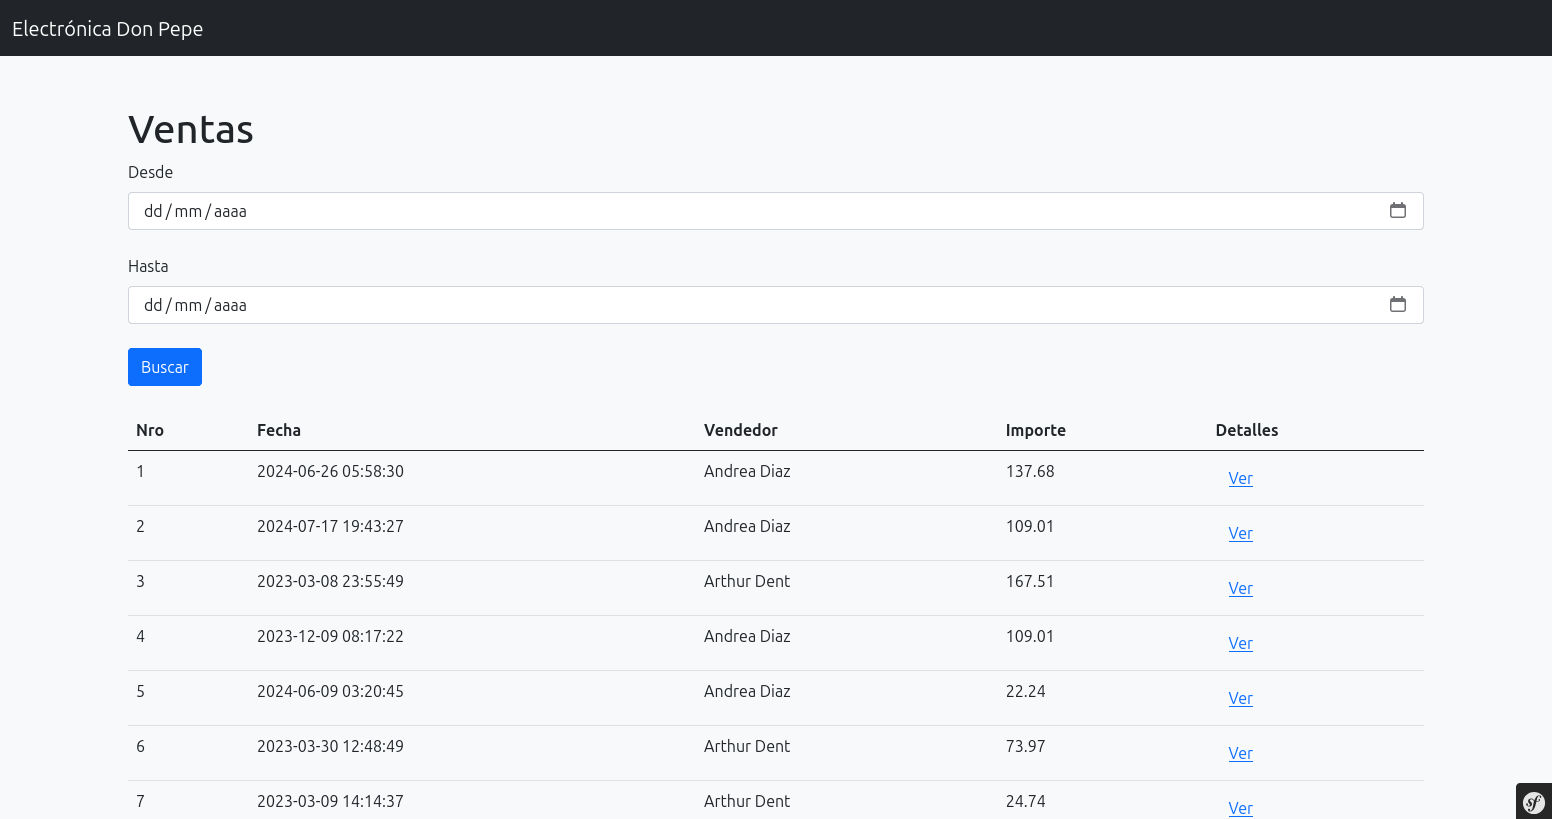 Electrónica Don Pepe
Ventas
Desde
dd / mm / aaaa
Hasta
dd / mm / aaaa
Buscar
Nro Fecha Vendedor Importe Detalles
1 2024-06-26 05:58:30 Andrea Diaz 137.68 Ver
2 2024-07-17 19:43:27 Andrea Diaz 109.01 Ver
3 2023-03-08 23:55:49 Arthur Dent 167.51 Ver
4 2023-12-09 08:17:22 Andrea Diaz 109.01 Ver
5 2024-06-09 03:20:45 Andrea Diaz 22.24 Ver
6 2023-03-30 12:48:49 Arthur Dent 73.97 Ver
7 2023-03-09 14:14:37 Arthur Dent 24.74 Ver
sf